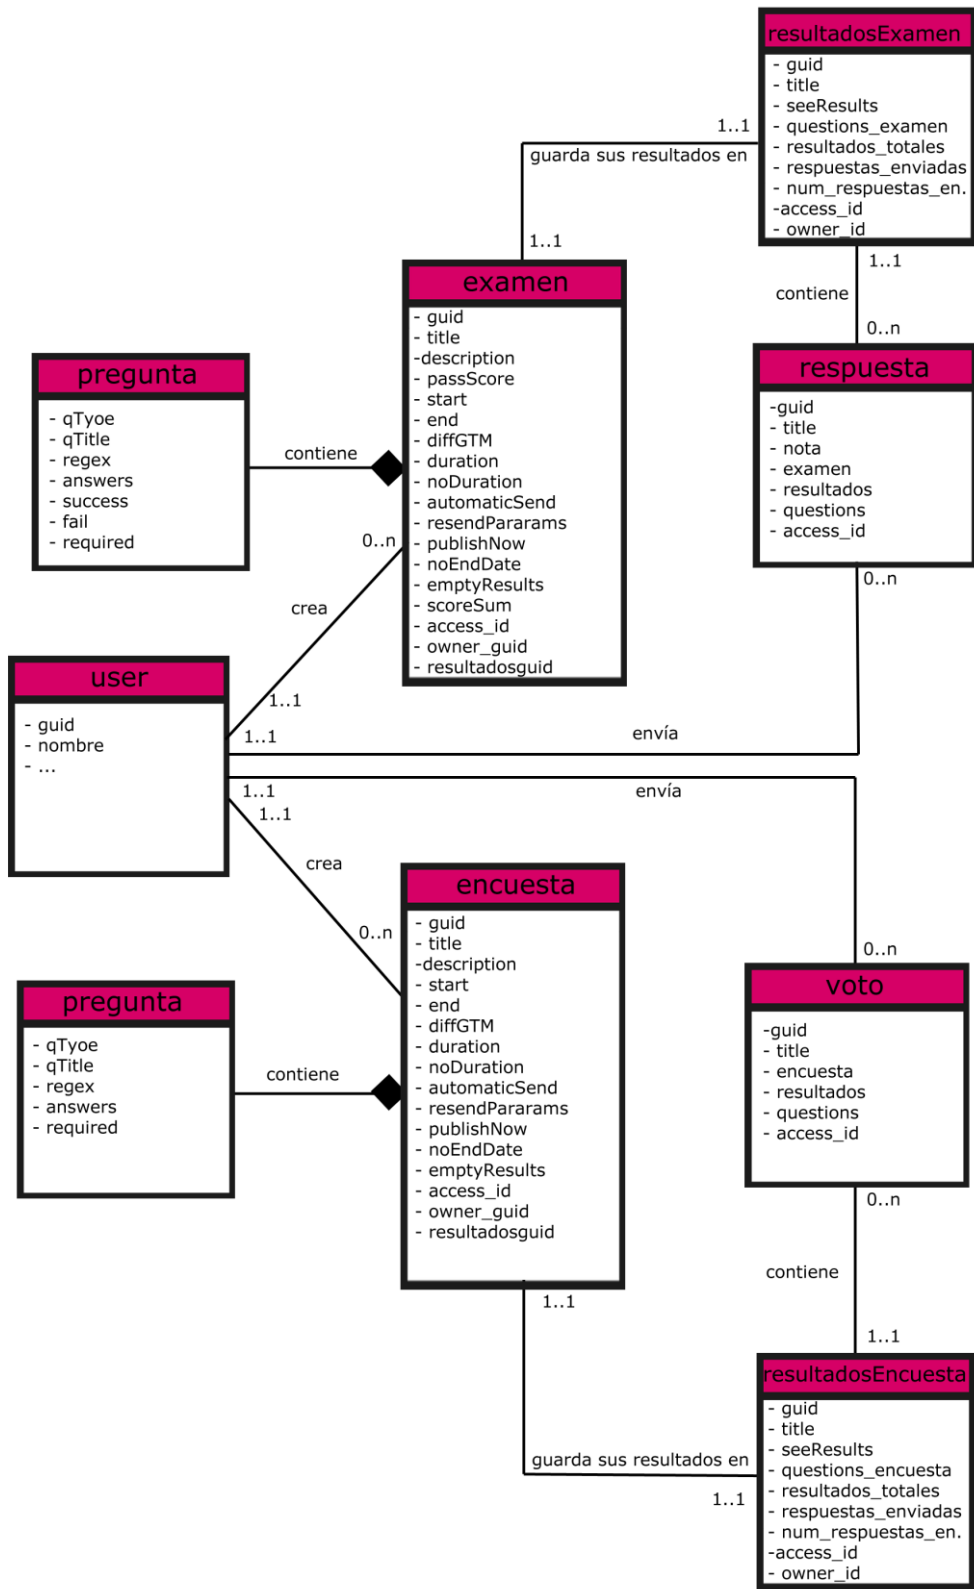 resultadosExamen
- guid
- title
- seeResults
- questions_examen
- resultados_totales
- respuestas_enviadas
- num_respuestas_en.
-access_id
- owner_id
1..1
guarda sus resultados en
1..1
1..1
contiene
0..n
examen
- guid
- title
-description
- passScore
- start
- end
- diffGTM
- duration
- noDuration
- automaticSend
- resendPararams
- publishNow
- noEndDate
- emptyResults
- scoreSum
- access_id
- owner_guid
- resultadosguid
pregunta
- qTyoe
- qTitle
- regex
- answers
- success
- fail
- required
contiene
respuesta
-guid
- title
- nota
- examen
- resultados
- questions
- access_id
0..n
0..n
crea
1..1
user
- guid
- nombre
- ...
1..1
envía
1..1
envía
1..1
crea
0..n
0..n
encuesta
- guid
- title
-description
- start
- end
- diffGTM
- duration
- noDuration
- automaticSend
- resendPararams
- publishNow
- noEndDate
- emptyResults
- access_id
- owner_guid
- resultadosguid
pregunta
- qTyoe
- qTitle
- regex
- answers
- required
contiene
voto
-guid
- title
- encuesta
- resultados
- questions
- access_id
0..n
contiene
1..1
1..1
guarda sus resultados en
1..1
resultadosEncuesta
- guid
- title
- seeResults
- questions_encuesta
- resultados_totales
- respuestas_enviadas
- num_respuestas_en.
-access_id
- owner_id